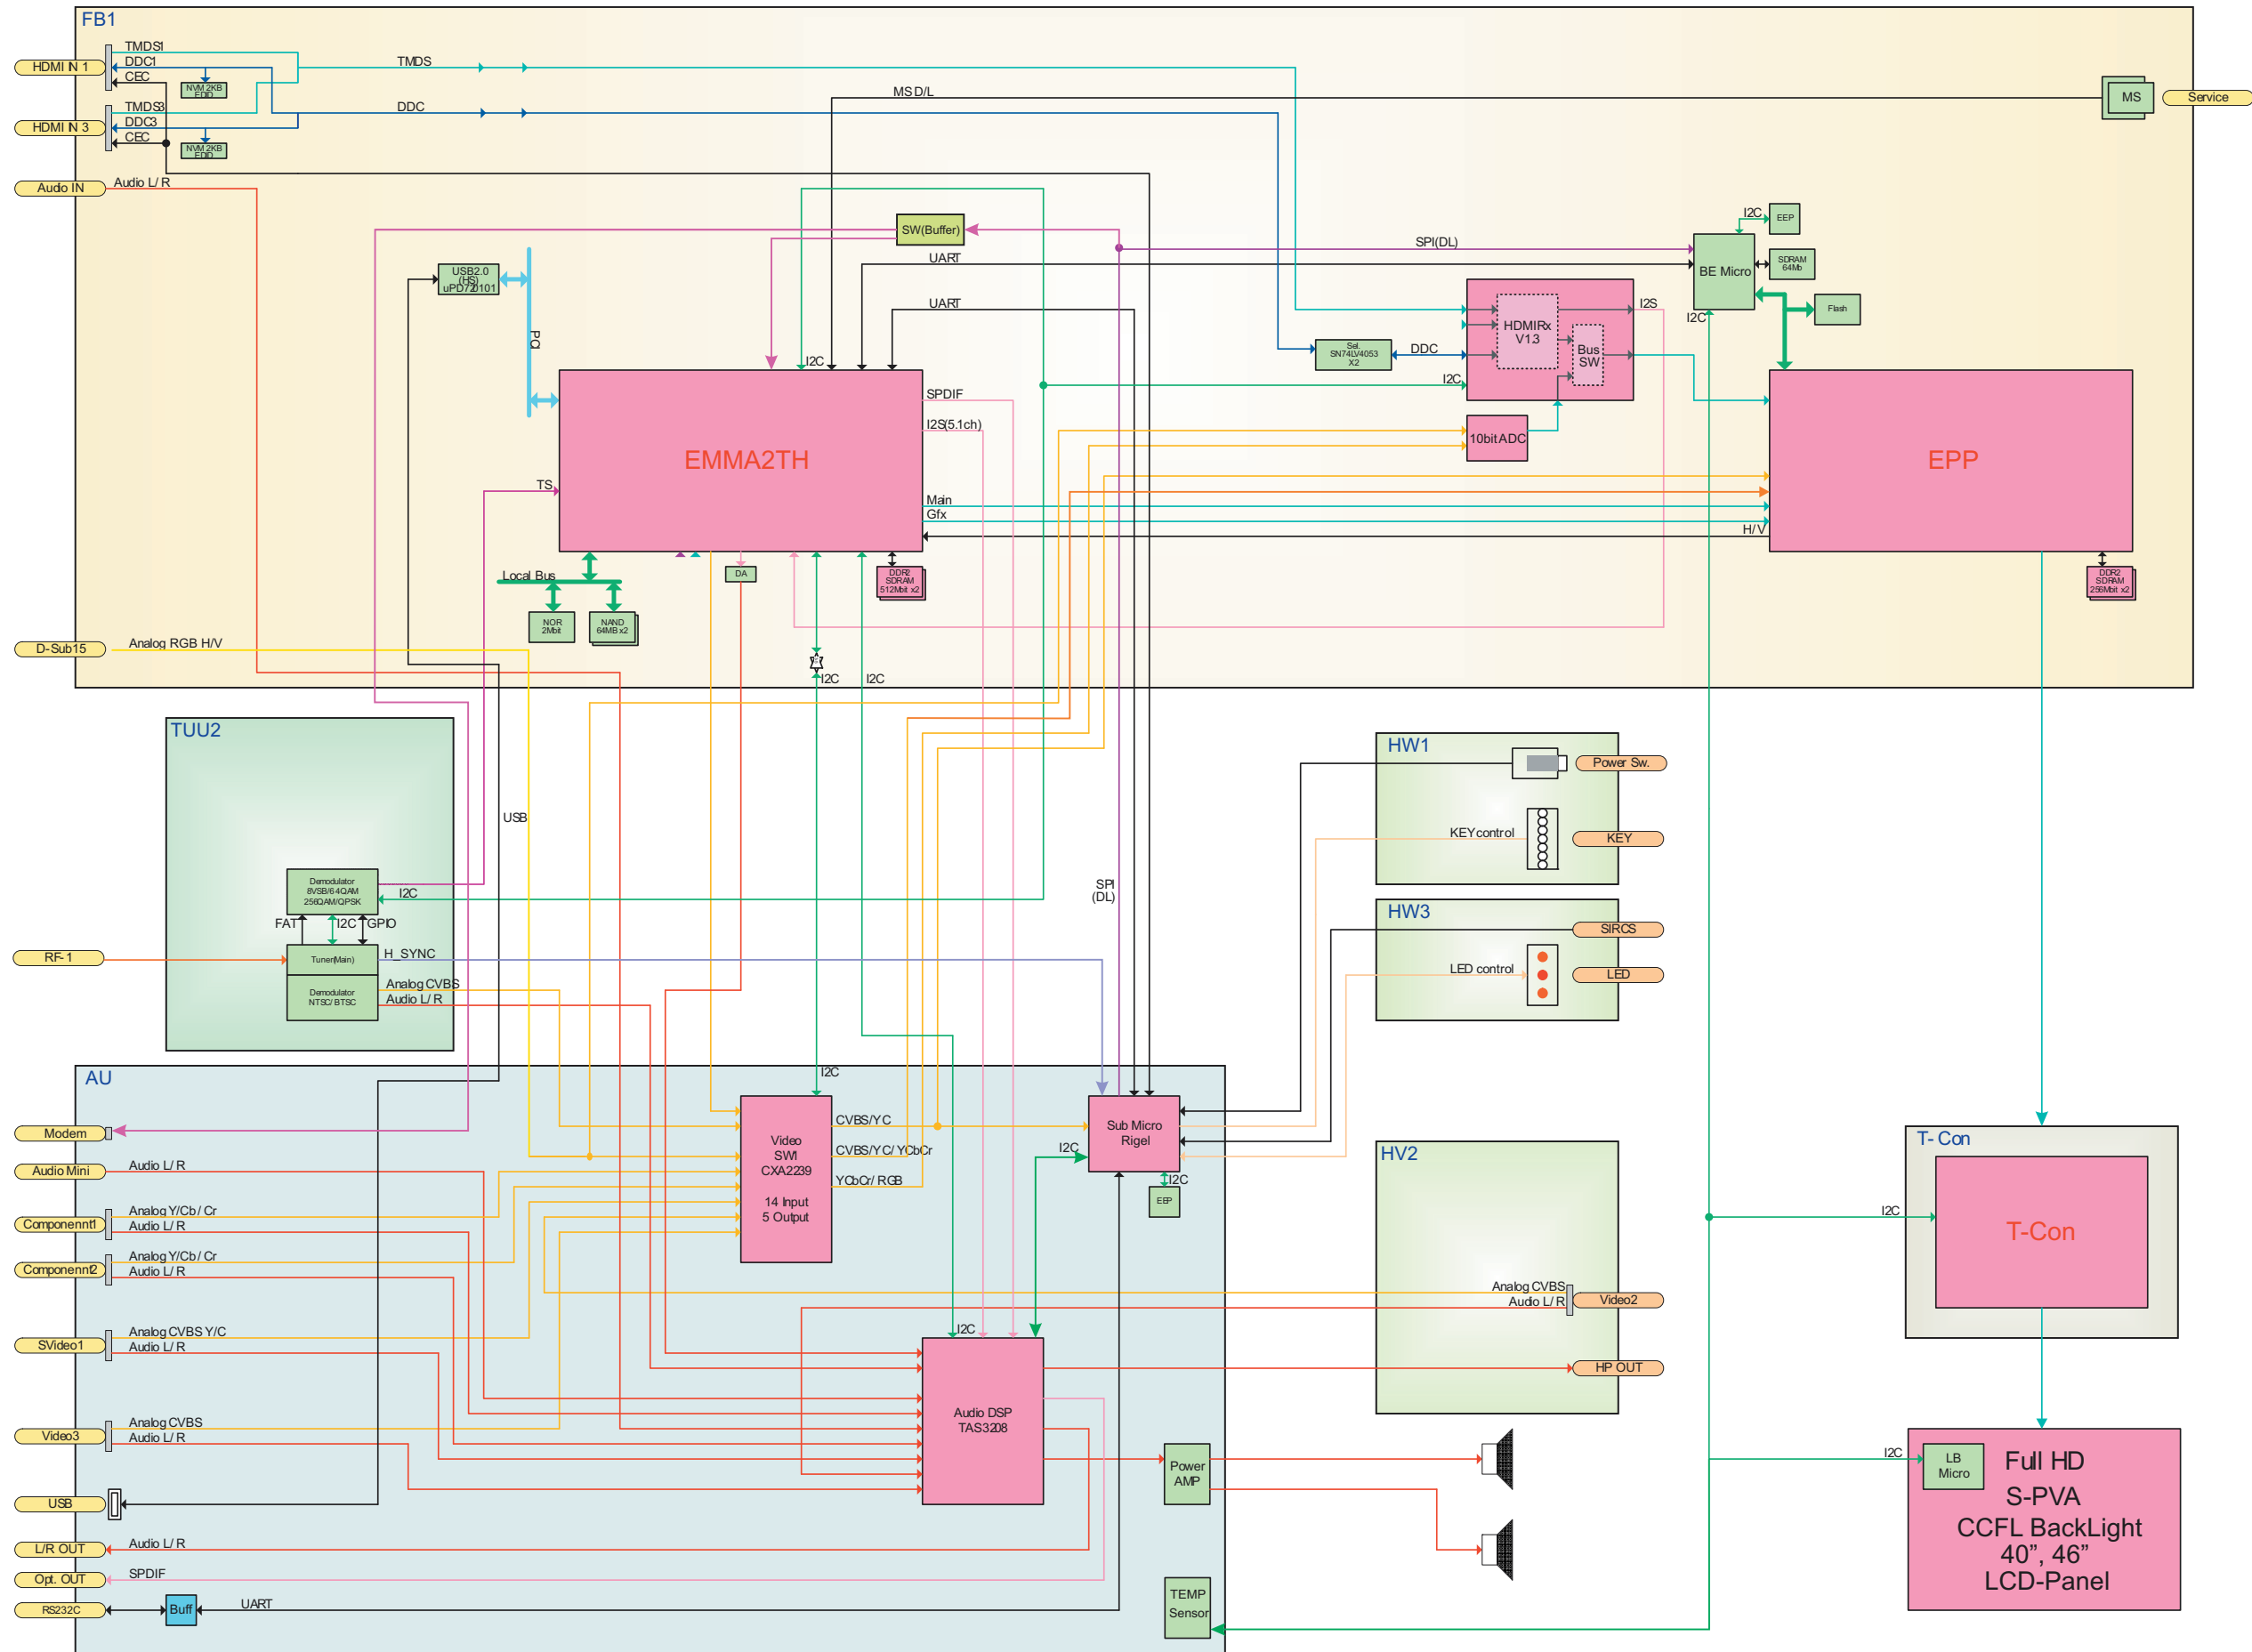 FB1
HDMI IN 1
TMDS1
DDC1
CEC
NVM 2KB
EDID
TMDS
HDMI IN 3
TMDS3
DDC3
CEC
NVM 2KB
EDID
DDC
MS D/L
MS
Service
Audio IN
Audio L/ R
SW(Buffer)
SPI(DL)
UART
UART
I2C
EEP
BE Micro
SDRAM
64Mb
Flash
I2C
USB2.0
(HS)
uPD720101
PCI
I2C
HDMIRx
V1.3
Bus
SW
I2S
Sel.
SN74LV4053
X2
DDC
I2C
10bit ADC
EMMA2TH
SPDIF
I2S(5.1ch)
TS
Main
Gfx
H/ V
EPP
Local Bus
NOR
2Mbit
NAND
64MB x2
DA
DDR2
SDRAM
512Mbit x2
DDR2
SDRAM
256Mbit x2
D-Sub15
Analog RGB H/V
I2C
I2C
TUU2
USB
Demodulator
8VSB/64QAM
256QAM/QPSK
I2C
FAT
I2C
GPIO
RF-1
Tuner(Main)
H_SYNC
Demodulator
NTSC/ BTSC
Analog CVBS
Audio L/ R
SPI
(DL)
HW1
Power Sw.
KEY control
KEY
HW3
SIRCS
LED control
LED
AU
I2C
Modem
Video
SW1
CXA2239
14 Input
5 Output
CVBS/YC
CVBS/YC/ YCbCr
YCbCr/ RGB
Sub Micro
Rigel
I2C
I2C
EEP
Audio Mini
Audio L/ R
Componennt1
Analog Y/Cb/ Cr
Audio L/ R
Componennt2
Analog Y/Cb/ Cr
Audio L/ R
SVideo1
Analog CVBS Y/C
Audio L/ R
Video3
Analog CVBS
Audio L/ R
USB
L/R OUT
Audio L/ R
Opt. OUT
SPDIF
RS232C
Buff
UART
I2C
Audio DSP
TAS3208
Power
AMP
TEMP
Sensor
HV2
Analog CVBS
Audio L/ R
Video2
HP OUT
T- Con
I2C
T-Con
I2C
LB
Micro
Full HD
S-PVA
CCFL BackLight
40”, 46”
LCD-Panel